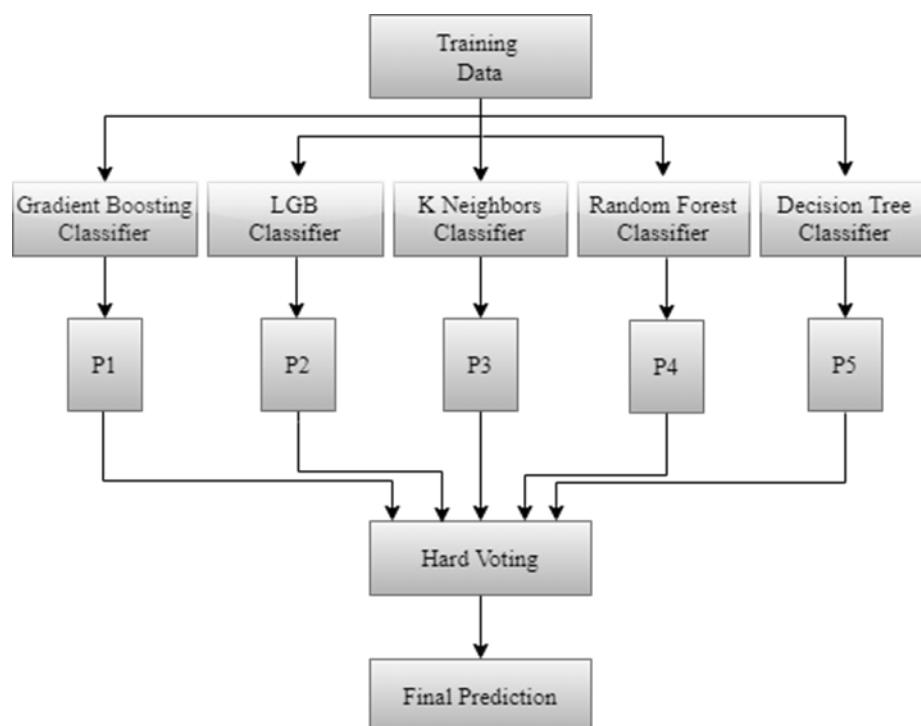 Training
Data
Gradient Boosting
Classifier
LGB
Classifier
K Neighbors
Classifier
Random Forest
Classifier
Decision Tree
Classifier
P1
P2
P3
P4
P5
Hard Voting
Final Prediction